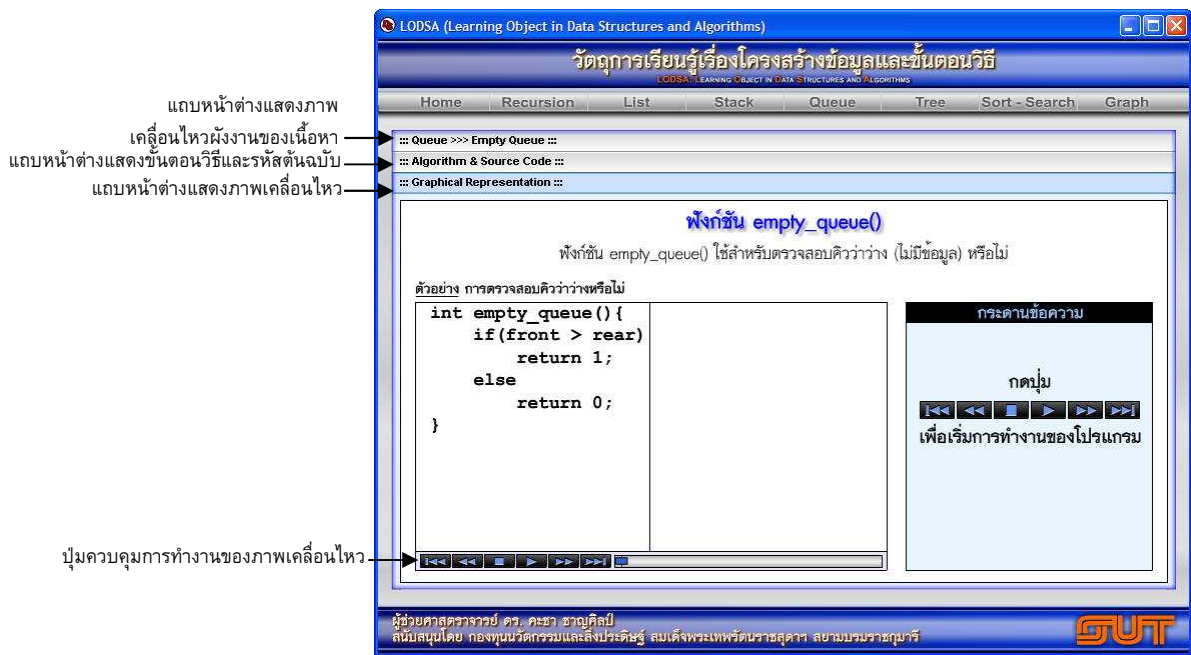 LODSA (Learning Object in Data Structures and Algorithms)
วัตถุการเรียนรู้เรื่องโครงสร้างข้อมูลและขั้นตอนวิธี
LODSA: LEARNING OBJECT IN DATA STRUCTURES AND ALGORITHMS
Home Recursion List Stack Queue Tree Sort - Search Graph
แถบหน้าต่างแสดงภาพ
เคลื่อนไหวผังงานของเนื้อหา
::: Queue >>> Empty Queue :::
แถบหน้าต่างแสดงขั้นตอนวิธีและรหัสต้นฉบับ
::: Algorithm & Source Code :::
แถบหน้าต่างแสดงภาพเคลื่อนไหว
::: Graphical Representation :::
ฟังก์ชัน empty_queue()
ฟังก์ชัน empty_queue() ใช้สำหรับตรวจสอบคิวว่าว่าง (ไม่มีข้อมูล) หรือไม่
ตัวอย่าง การตรวจสอบคิวว่าว่างหรือไม่
int empty_queue(){
if(front > rear)
return 1;
else
return 0;
}
กระดานข้อความ
กดปุ่ม
เพื่อเริ่มการทำงานของโปรแกรม
ปุ่มควบคุมการทำงานของภาพเคลื่อนไหว
ผู้ช่วยศาสตราจารย์ ดร. คะชา ชาญศิลป์
สนับสนุนโดย กองทุนนวัตกรรมและสิ่งประดิษฐ์ สมเด็จพระเทพรัตนราชสุดาฯ สยามบรมราชกุมารี
SUT